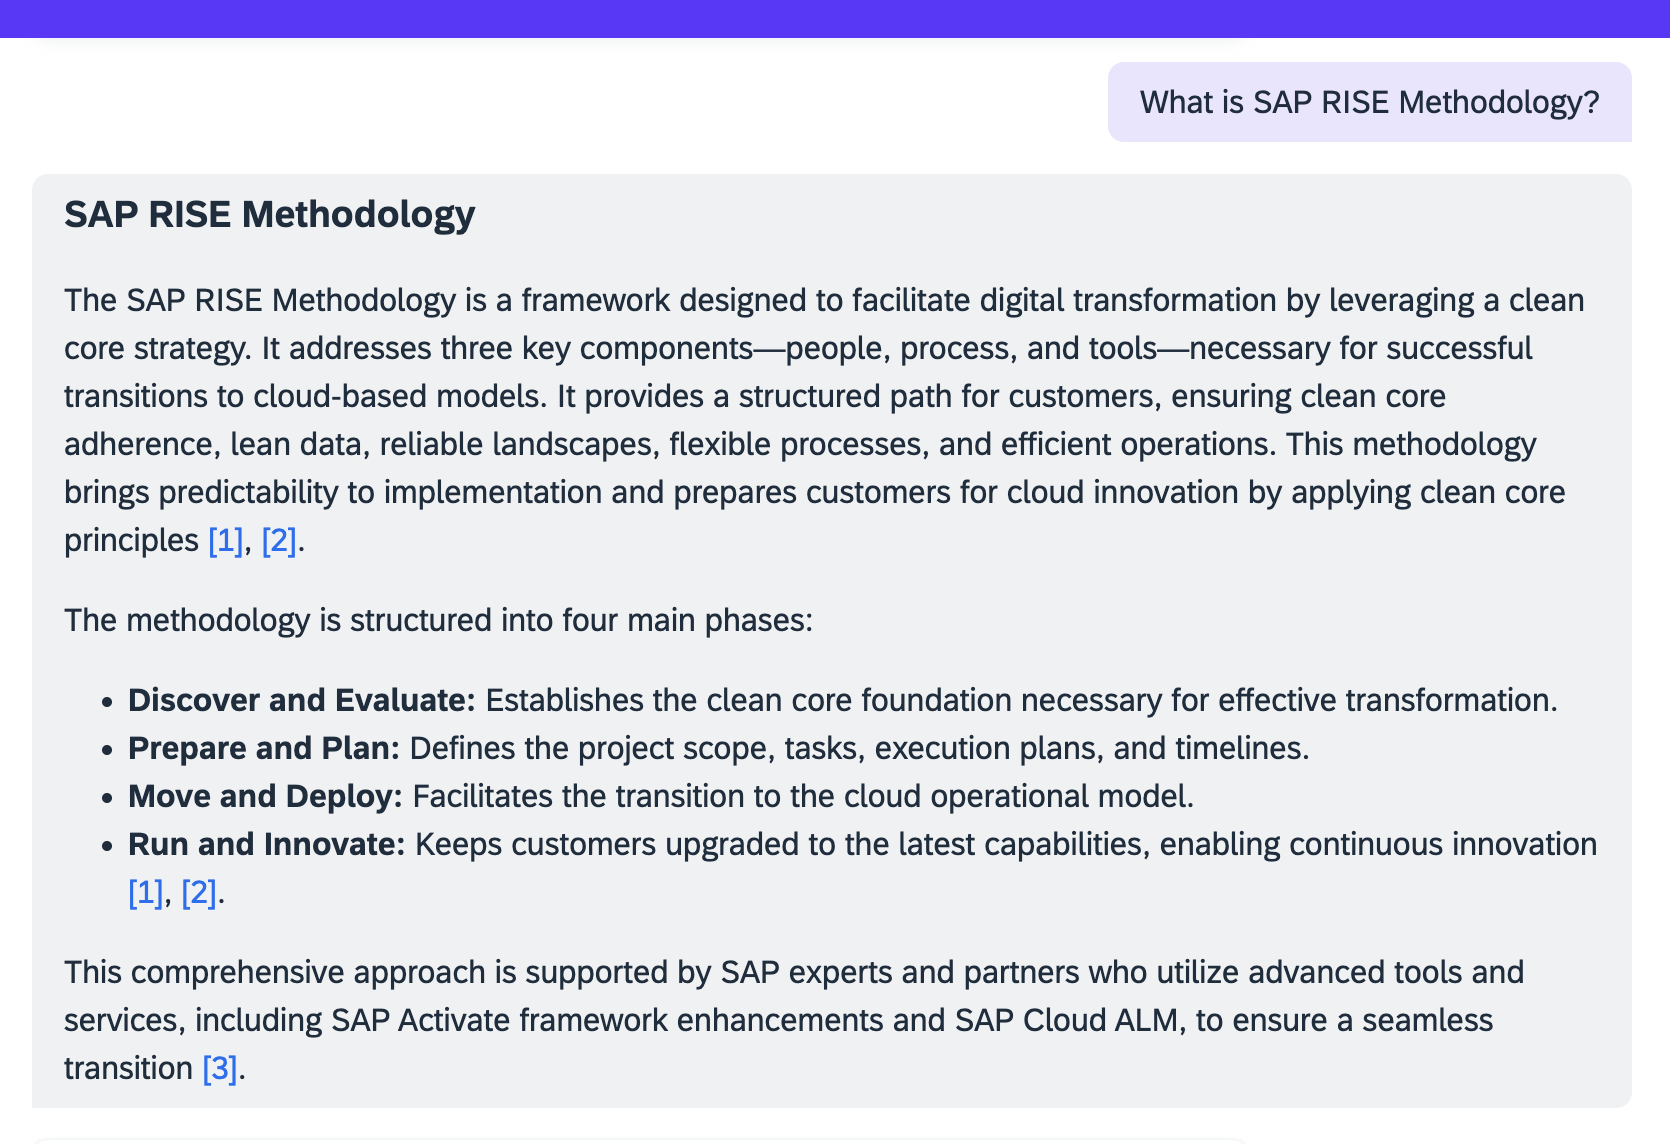 What is SAP RISE Methodology?
SAP RISE Methodology
The SAP RISE Methodology is a framework designed to facilitate digital transformation by leveraging a clean
core strategy. It addresses three key components—people, process, and tools—necessary for successful
transitions to cloud-based models. It provides a structured path for customers, ensuring clean core
adherence, lean data, reliable landscapes, flexible processes, and efficient operations. This methodology
brings predictability to implementation and prepares customers for cloud innovation by applying clean core
principles [1], [2].
The methodology is structured into four main phases:
• Discover and Evaluate: Establishes the clean core foundation necessary for effective transformation.
• Prepare and Plan: Defines the project scope, tasks, execution plans, and timelines.
• Move and Deploy: Facilitates the transition to the cloud operational model.
• Run and Innovate: Keeps customers upgraded to the latest capabilities, enabling continuous innovation
[1], [2].
This comprehensive approach is supported by SAP experts and partners who utilize advanced tools and
services, including SAP Activate framework enhancements and SAP Cloud ALM, to ensure a seamless
transition [3].